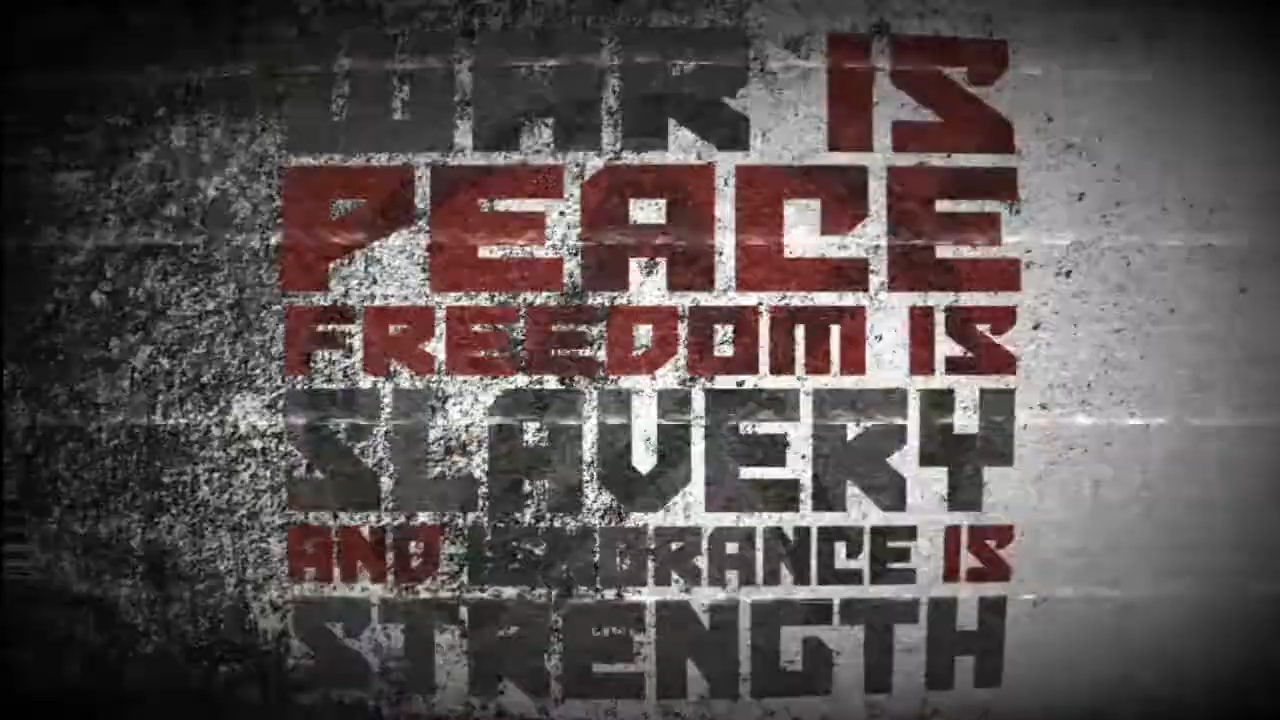 WAR IS
PEACE
FREEDOM IS
SLAVERY
AND IGNORANCE IS
STRENGTH